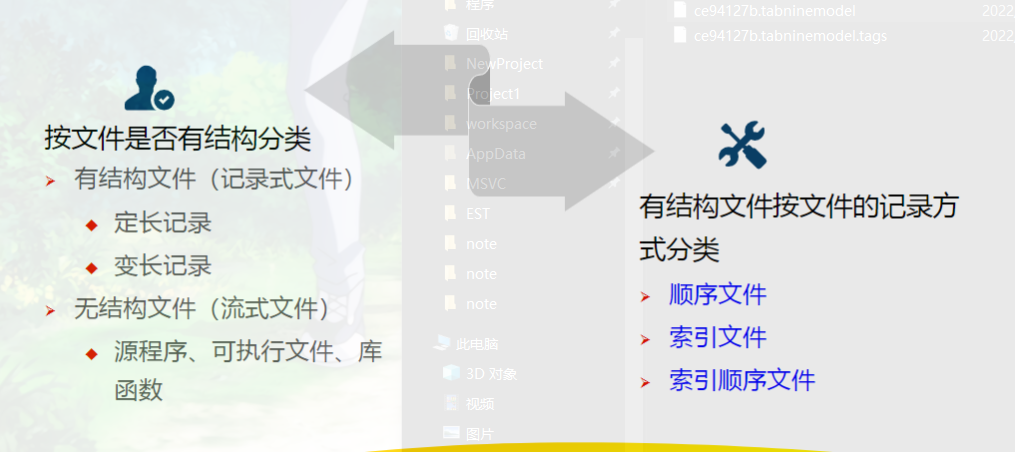 按文件是否有结构分类
有结构文件（记录式文件）
定长记录
变长记录
无结构文件（流式文件）
源程序、可执行文件、库
函数
程序
回收站
NewProject
Project1
workspace
AppData
MSVC
EST
note
note
note
此电脑
3D 对象
视频
图片
ce94127b.tabninemodel 2022
ce94127b.tabninemodel.tags 2022
有结构文件按文件的记录方
式分类
顺序文件
索引文件
索引顺序文件